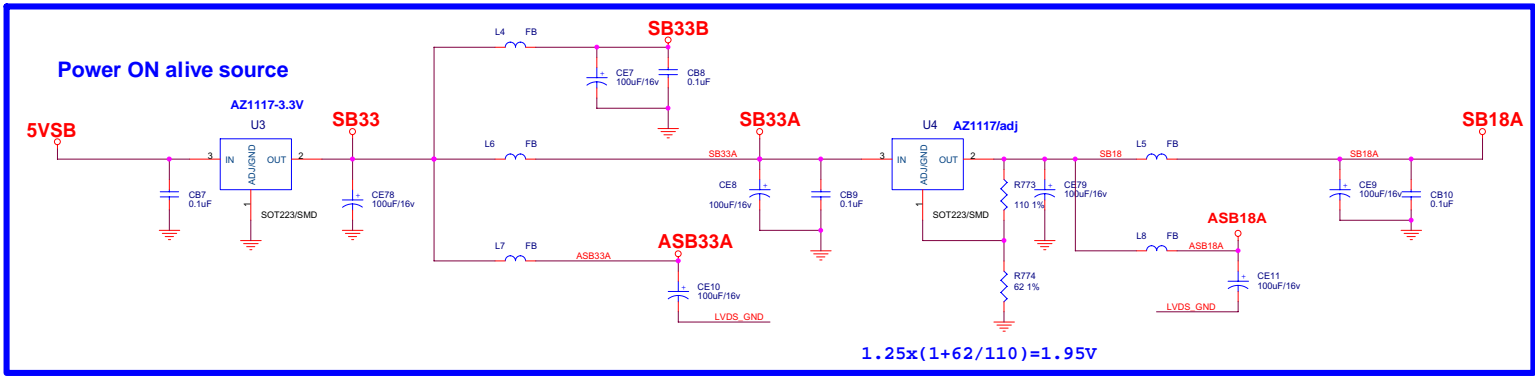 Power ON alive source
5VSB
CB7
0.1uF
AZ1117-3.3V
U3
3
IN
OUT
2
ADJ/GND
1
SOT223/SMD
SB33
CE78
100uF/16v
L4 FB
SB33B
CE7
100uF/16v
CB8
0.1uF
L6 FB
SB33A
SB33A
CE8
100uF/16v
CB9
0.1uF
L7 FB
ASB33A
ASB33A
CE10
100uF/16v
LVDS_GND
U4
AZ1117/adj
3
IN
OUT
2
ADJ/GND
1
SOT223/SMD
R773
110 1%
CE79
100uF/16v
R774
62 1%
SB18
L5 FB
SB18A
SB18A
CE9
100uF/16v
CB10
0.1uF
L8 FB
ASB18A
ASB18A
CE11
100uF/16v
LVDS_GND
1.25x(1+62/110)=1.95V